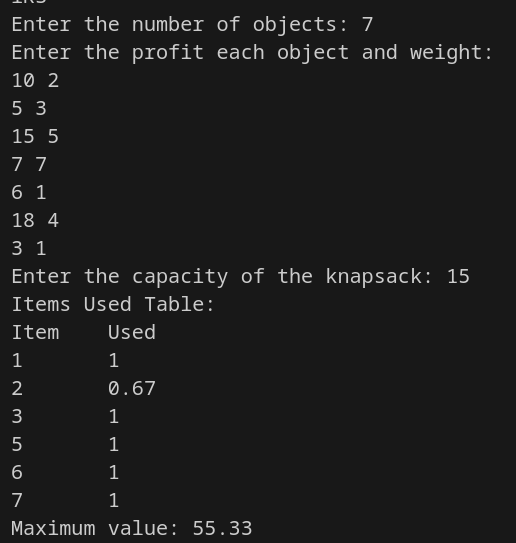 Enter the number of objects: 7
Enter the profit each object and weight:
10 2
5 3
15 5
7 7
6 1
18 4
3 1
Enter the capacity of the knapsack: 15
Items Used Table:
Item    Used
1       1
2       0.67
3       1
5       1
6       1
7       1
Maximum value: 55.33